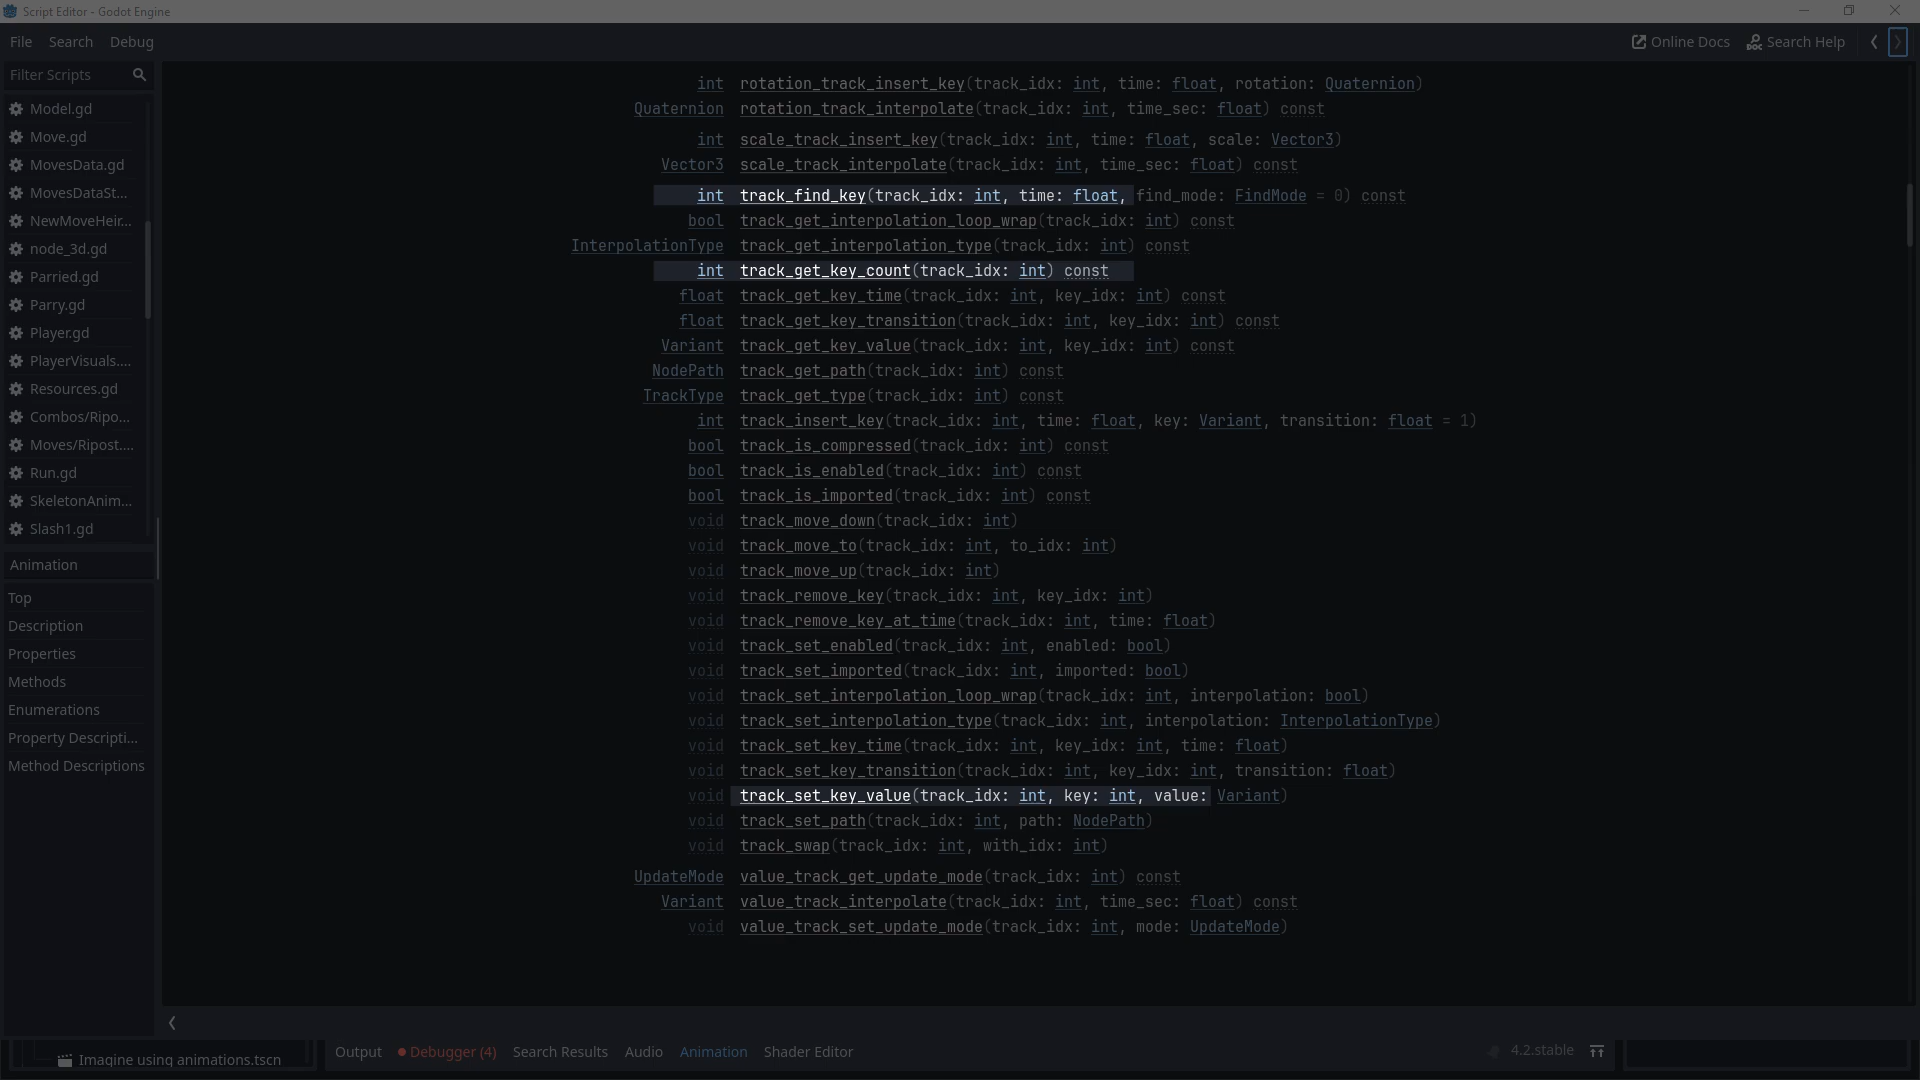 Script Editor - Godot Engine
File Search Debug
Online Docs Search Help
Filter Scripts
Model.gd
Move.gd
MovesData.gd
MovesDataSt...
NewMoveHeir...
node_3d.gd
Parried.gd
Parry.gd
Player.gd
PlayerVisuals....
Resources.gd
Combos/Ripo...
Moves/Ripost....
Run.gd
SkeletonAnim...
Slash1.gd
Animation
Top
Description
Properties
Methods
Enumerations
Property Descripti...
Method Descriptions
int rotation_track_insert_key(track_idx: int, time: float, rotation: Quaternion)
Quaternion rotation_track_interpolate(track_idx: int, time_sec: float) const
int scale_track_insert_key(track_idx: int, time: float, scale: Vector3)
Vector3 scale_track_interpolate(track_idx: int, time_sec: float) const
int track_find_key(track_idx: int, time: float, find_mode: FindMode = 0) const
bool track_get_interpolation_loop_wrap(track_idx: int) const
InterpolationType track_get_interpolation_type(track_idx: int) const
int track_get_key_count(track_idx: int) const
float track_get_key_time(track_idx: int, key_idx: int) const
float track_get_key_transition(track_idx: int, key_idx: int) const
Variant track_get_key_value(track_idx: int, key_idx: int) const
NodePath track_get_path(track_idx: int) const
TrackType track_get_type(track_idx: int) const
int track_insert_key(track_idx: int, time: float, key: Variant, transition: float = 1)
bool track_is_compressed(track_idx: int) const
bool track_is_enabled(track_idx: int) const
bool track_is_imported(track_idx: int) const
void track_move_down(track_idx: int)
void track_move_to(track_idx: int, to_idx: int)
void track_move_up(track_idx: int)
void track_remove_key(track_idx: int, key_idx: int)
void track_remove_key_at_time(track_idx: int, time: float)
void track_set_enabled(track_idx: int, enabled: bool)
void track_set_imported(track_idx: int, imported: bool)
void track_set_interpolation_loop_wrap(track_idx: int, interpolation: bool)
void track_set_interpolation_type(track_idx: int, interpolation: InterpolationType)
void track_set_key_time(track_idx: int, key_idx: int, time: float)
void track_set_key_transition(track_idx: int, key_idx: int, transition: float)
void track_set_key_value(track_idx: int, key: int, value: Variant)
void track_set_path(track_idx: int, path: NodePath)
void track_swap(track_idx: int, with_idx: int)
UpdateMode value_track_get_update_mode(track_idx: int) const
Variant value_track_interpolate(track_idx: int, time_sec: float) const
void value_track_set_update_mode(track_idx: int, mode: UpdateMode)
Imagine using animations.tscn
Output Debugger (4) Search Results Audio Animation Shader Editor
4.2.stable